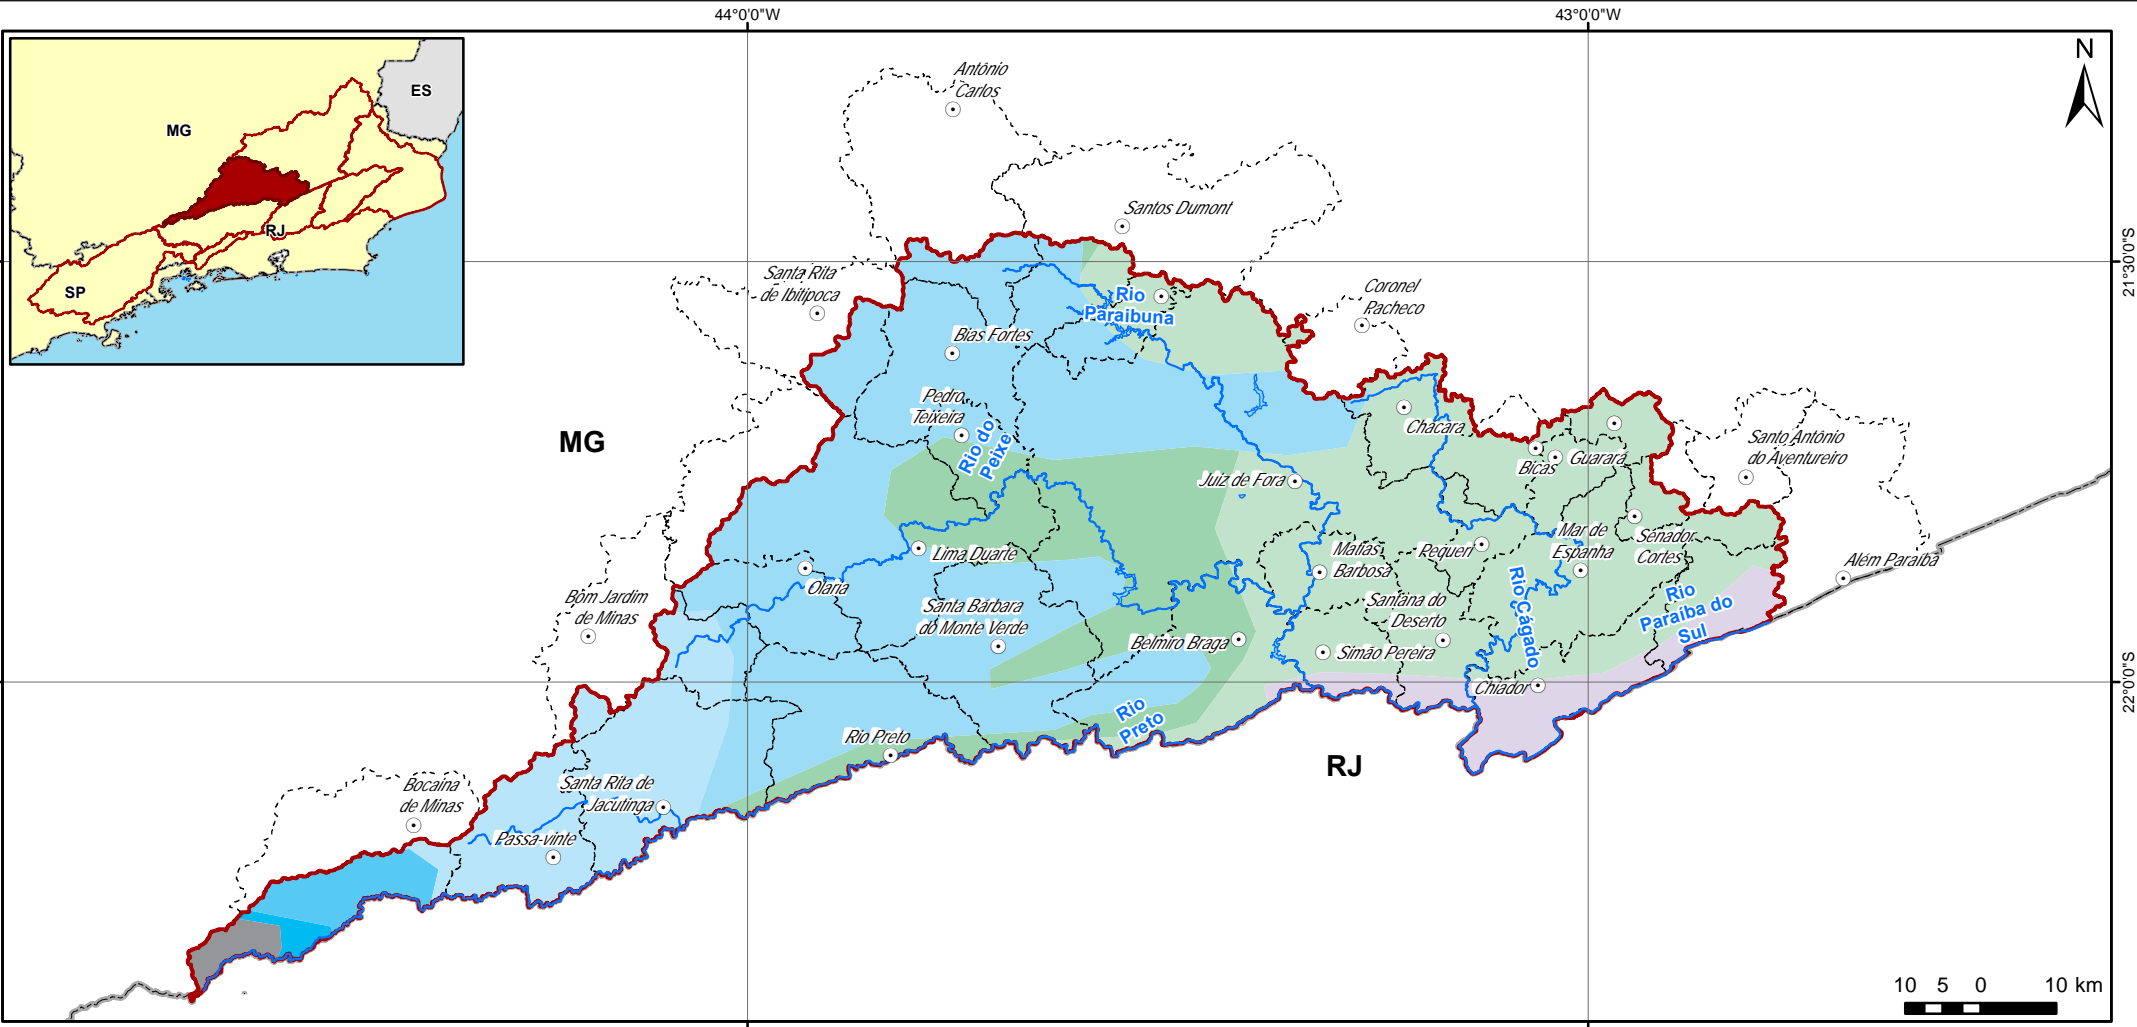 44°0'0"W
43°0'0"W
N
ES
MG
RJ
SP
21°30'0"S
22°0'0"S
Antônio
Carlos
Santos Dumont
Santa Rita
de Ibitipoca
Coronel
Pacheco
Rio
Paraibuna
Bias Fortes
Pedro
Teixeira
Rio do
Peixe
MG
Chácara
Bicas
Guarará
Santo Antônio
do Aventureiro
Juiz de Fora
Lima Duarte
Olaria
Matias
Barbosa
Pequeri
Mar de
Espanha
Senador
Cortes
Além Paraíba
Bom Jardim
de Minas
Santa Bárbara
do Monte Verde
Santana do
Deserto
Rio Cágado
Rio
Paraíba do
Sul
Belmiro Braga
Simão Pereira
Chiador
Rio
Preto
Rio Preto
RJ
Bocaina
de Minas
Santa Rita de
Jacutinga
Passa-vinte
10 5 0 10 km